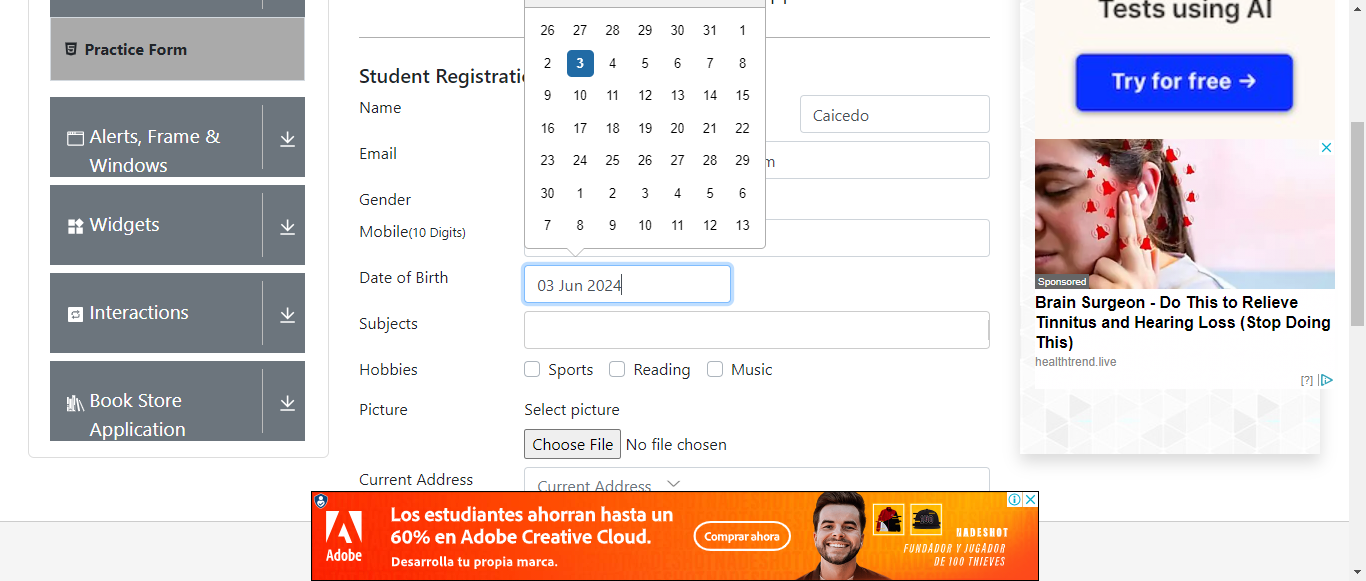 Practice Form
Alerts, Frame &
Windows
Widgets
Interactions
Book Store
Application
Student Registrati
Name
Caicedo
Email
m
Gender
Mobile(10 Digits)
26 27 28 29 30 31 1
2 3 4 5 6 7 8
9 10 11 12 13 14 15
16 17 18 19 20 21 22
23 24 25 26 27 28 29
30 1 2 3 4 5 6
7 8 9 10 11 12 13
Date of Birth
03 Jun 2024
Subjects
Hobbies
Sports
Reading
Music
Picture
Select picture
Choose File No file chosen
Current Address
Current Address
Tests using AI
Try for free →
Sponsored
Brain Surgeon - Do This to Relieve
Tinnitus and Hearing Loss (Stop Doing
This)
healthtrend.live
[?]
Adobe
Los estudiantes ahorran hasta un
60% en Adobe Creative Cloud.
Desarrolla tu propia marca.
Comprar ahora
NADESHOT
FUNDADOR Y JUGADOR
DE 100 THIEVES